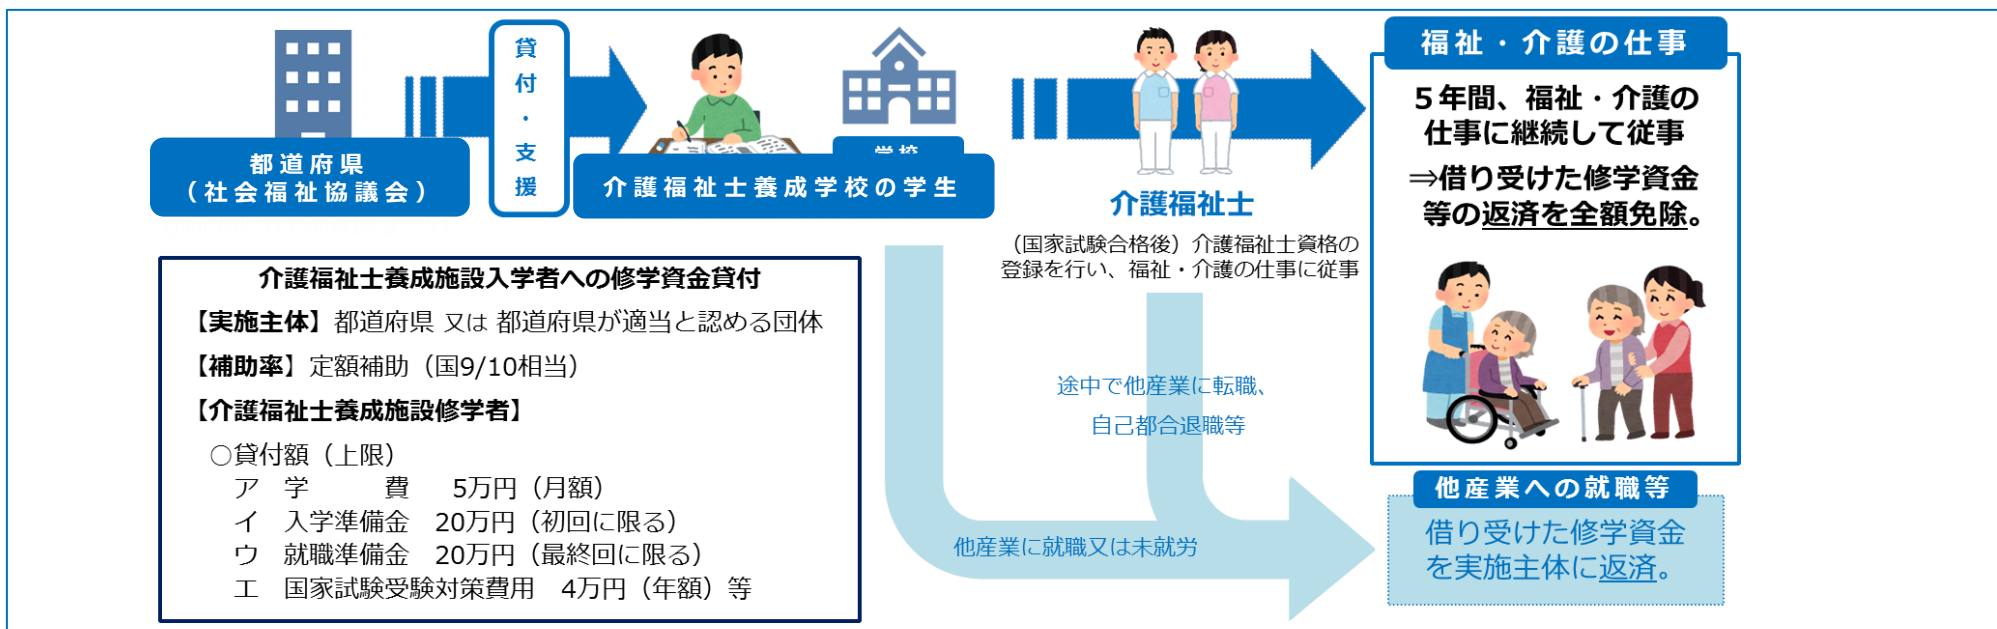 都道府県
（社会福祉協議会）
貸付・支援
学校
介護福祉士養成学校の学生
介護福祉士
（国家試験合格後）介護福祉士資格の
登録を行い、福祉・介護の仕事に従事
福祉・介護の仕事
５年間、福祉・介護の
仕事に継続して従事
⇒借り受けた修学資金
等の返済を全額免除。
介護福祉士養成施設入学者への修学資金貸付
【実施主体】都道府県 又は 都道府県が適当と認める団体
【補助率】定額補助（国9/10相当）
【介護福祉士養成施設修学者】
○貸付額（上限）
ア　学　　　費　 5万円（月額）
イ　入学準備金　20万円（初回に限る）
ウ　就職準備金　20万円（最終回に限る）
エ　国家試験受験対策費用　4万円（年額）等
途中で他産業に転職、
自己都合退職等
他産業に就職又は未就労
他産業への就職等
借り受けた修学資金
を実施主体に返済。